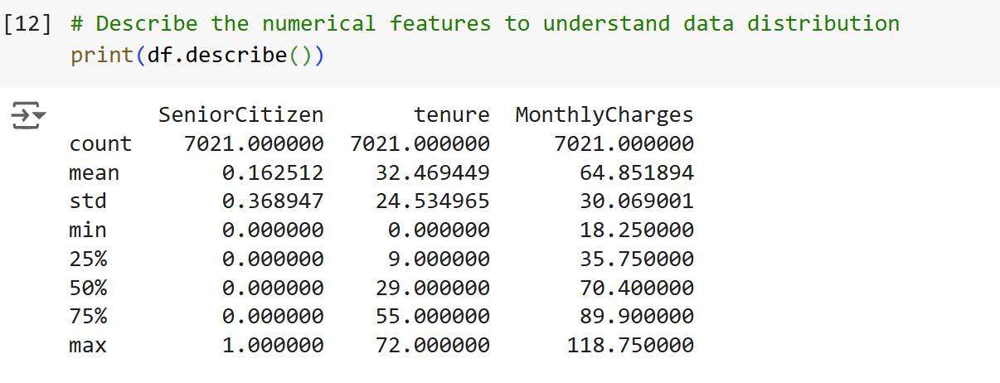 [12] # Describe the numerical features to understand data distribution
print(df.describe())
SeniorCitizen tenure MonthlyCharges
count 7021.000000 7021.000000 7021.000000
mean 0.162512 32.469449 64.851894
std 0.368947 24.534965 30.069001
min 0.000000 0.000000 18.250000
25% 0.000000 9.000000 35.750000
50% 0.000000 29.000000 70.400000
75% 0.000000 55.000000 89.900000
max 1.000000 72.000000 118.750000